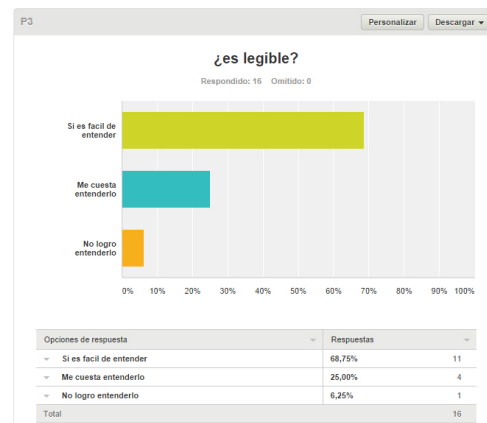 P3
Personalizar
Descargar
¿es legible?
Respondido: 16 Omitido: 0
Si es facil de
entender
Me cuesta
entenderlo
No logro
entenderlo
0% 10% 20% 30% 40% 50% 60% 70% 80% 90% 100%
Opciones de respuesta Respuestas
Si es facil de entender 68,75% 11
Me cuesta entenderlo 25,00% 4
No logro entenderlo 6,25% 1
Total 16